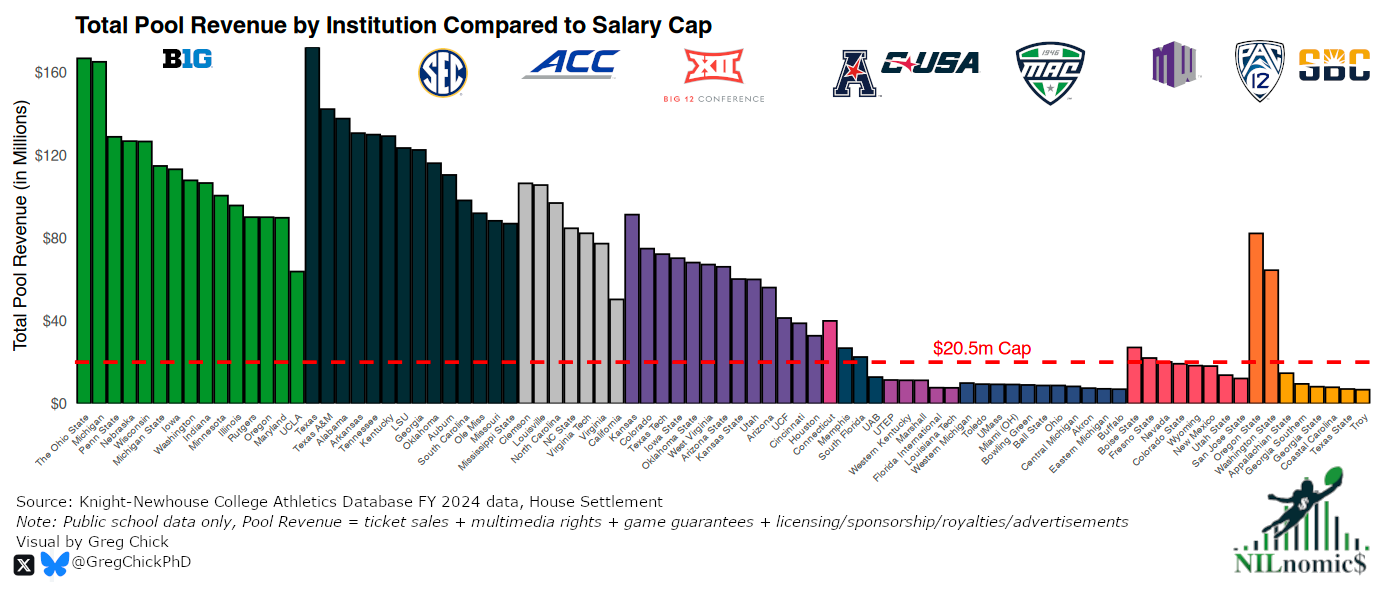 Total Pool Revenue by Institution Compared to Salary Cap
B1G
SEC
ACC
XII
BIG 12 CONFERENCE
A
C-USA
1946
MAC
MW
PAC
12
SBC
Total Pool Revenue (in Millions)
$160
$120
$80
$40
$0
$20.5m Cap
The Ohio State
Michigan
Penn State
Nebraska
Wisconsin
Michigan State
Iowa
Washington
Indiana
Minnesota
Illinois
Rutgers
Oregon
Maryland
UCLA
Texas
Texas A&M
Alabama
Arkansas
Tennessee
Kentucky
LSU
Georgia
Oklahoma
Auburn
South Carolina
Ole Miss
Missouri
Mississippi State
Clemson
Louisville
North Carolina
NC State
Virginia Tech
Virginia
California
Kansas
Colorado
Texas Tech
Iowa State
Oklahoma State
West Virginia
Arizona State
Kansas State
Utah
Arizona
UCF
Cincinnati
Houston
Connecticut
Memphis
South Florida
UAB
UTEP
Western Kentucky
Marshall
Florida International
Louisiana Tech
Western Michigan
Toledo
UMass
Miami (OH)
Bowling Green
Ball State
Ohio
Central Michigan
Akron
Eastern Michigan
Buffalo
Boise State
Fresno State
Nevada
Colorado State
Wyoming
New Mexico
Utah State
San Jose State
Oregon State
Washington State
Appalachian State
Georgia Southern
Georgia State
Coastal Carolina
Texas State
Troy
Source: Knight-Newhouse College Athletics Database FY 2024 data, House Settlement
Note: Public school data only, Pool Revenue = ticket sales + multimedia rights + game guarantees + licensing/sponsorship/royalties/advertisements
Visual by Greg Chick
@GregChickPhD
NILnomic$